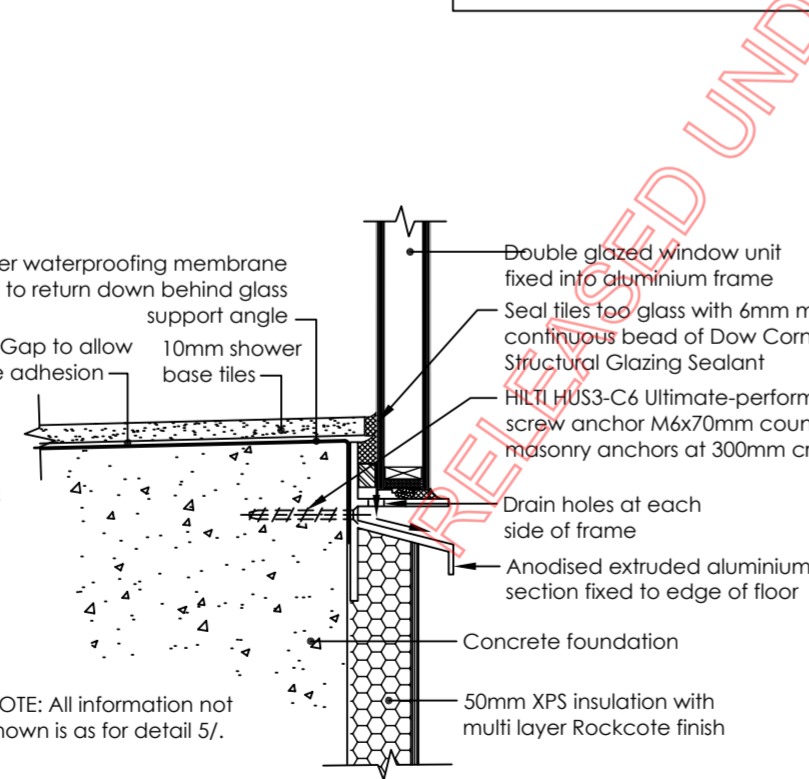 er waterproofing membrane
to return down behind glass
support angle
Gap to allow
e adhesion
10mm shower
base tiles
Double glazed window unit
fixed into aluminium frame
Seal tiles too glass with 6mm m
continuous bead of Dow Corn
Structural Glazing Sealant
HILTI HUS3-C6 Ultimate-perform
screw anchor M6x70mm coun
masonry anchors at 300mm cr
Drain holes at each
side of frame
Anodised extruded aluminium
section fixed to edge of floor
Concrete foundation
50mm XPS insulation with
multi layer Rockcote finish
OTE: All information not
hown is as for detail 5/.
RELEASED UND